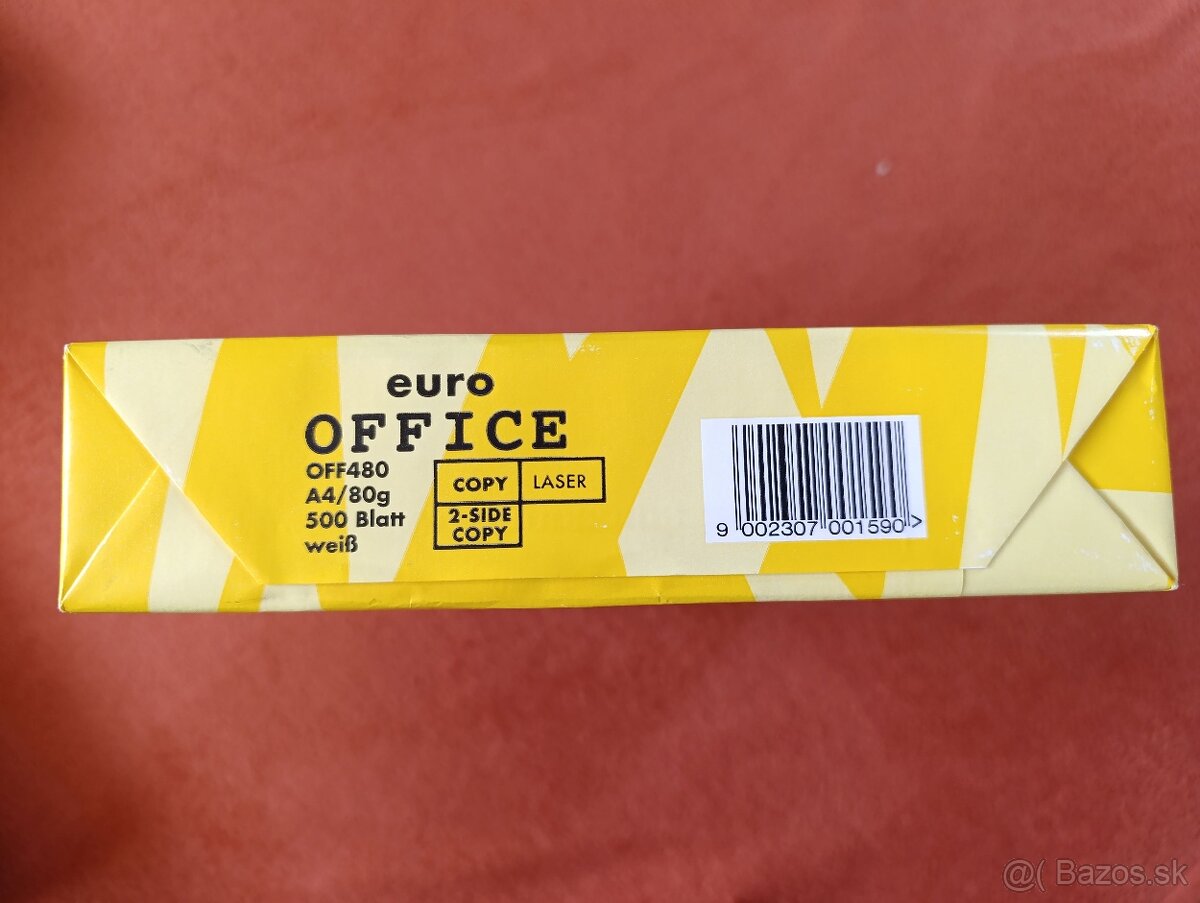 euro
OFFICE
OFF480
A4/80g
500 Blatt
weiß
COPY LASER
2-SIDE
COPY
9 002307 001590 >
@( Bazos.sk